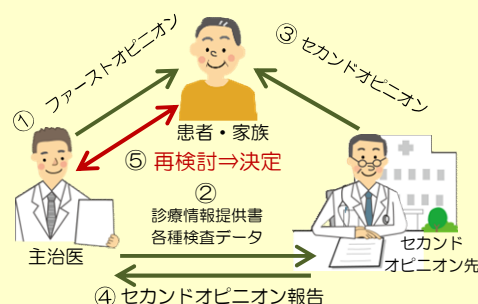 ① ファーストオピニオン
③ セカンドオピニオン
患者・家族
⑤ 再検討⇒決定
②
診療情報提供書
各種検査データ
主治医
セカンド
オピニオン先
④ セカンドオピニオン報告